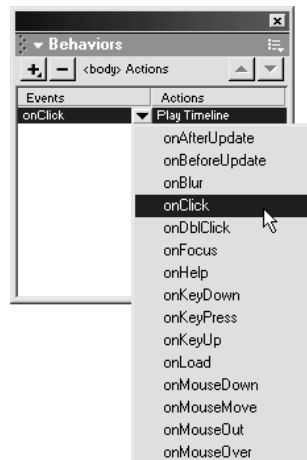 Behaviors
<body> Actions
Events Actions
onClick Play Timeline
onAfterUpdate
onBeforeUpdate
onBlur
onClick
onDblClick
onFocus
onHelp
onKeyDown
onKeyPress
onKeyUp
onLoad
onMouseDown
onMouseMove
onMouseOut
onMouseOver